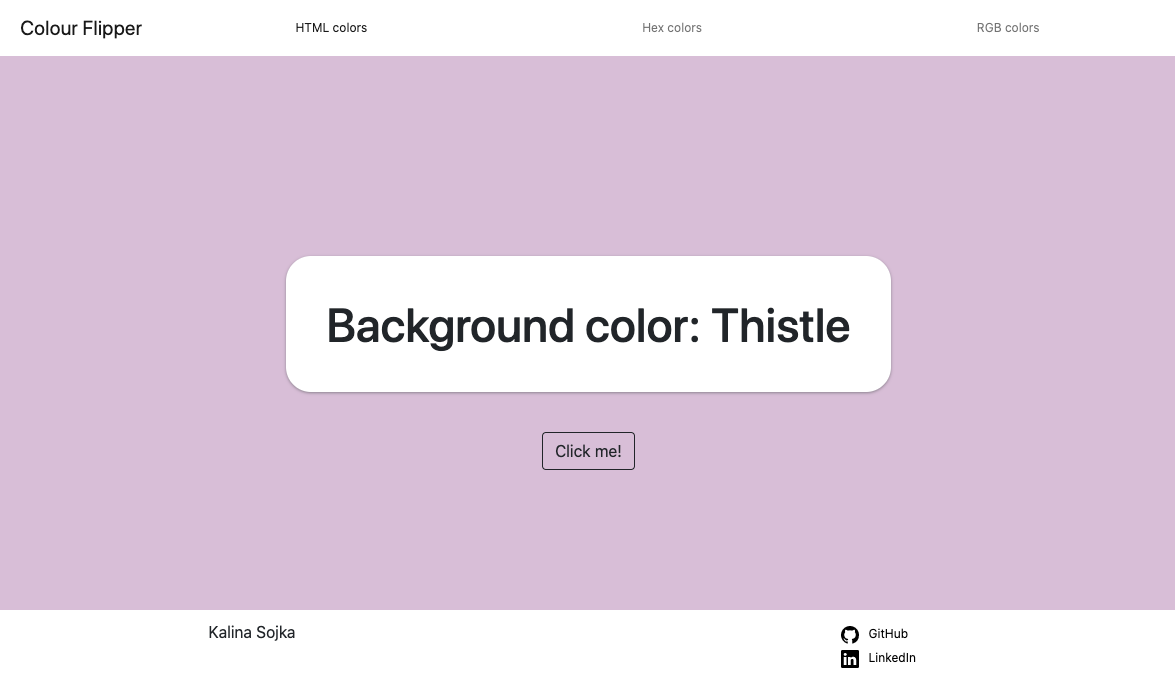 Colour Flipper
HTML colors
Hex colors
RGB colors
Background color: Thistle
Click me!
Kalina Sojka
GitHub
LinkedIn